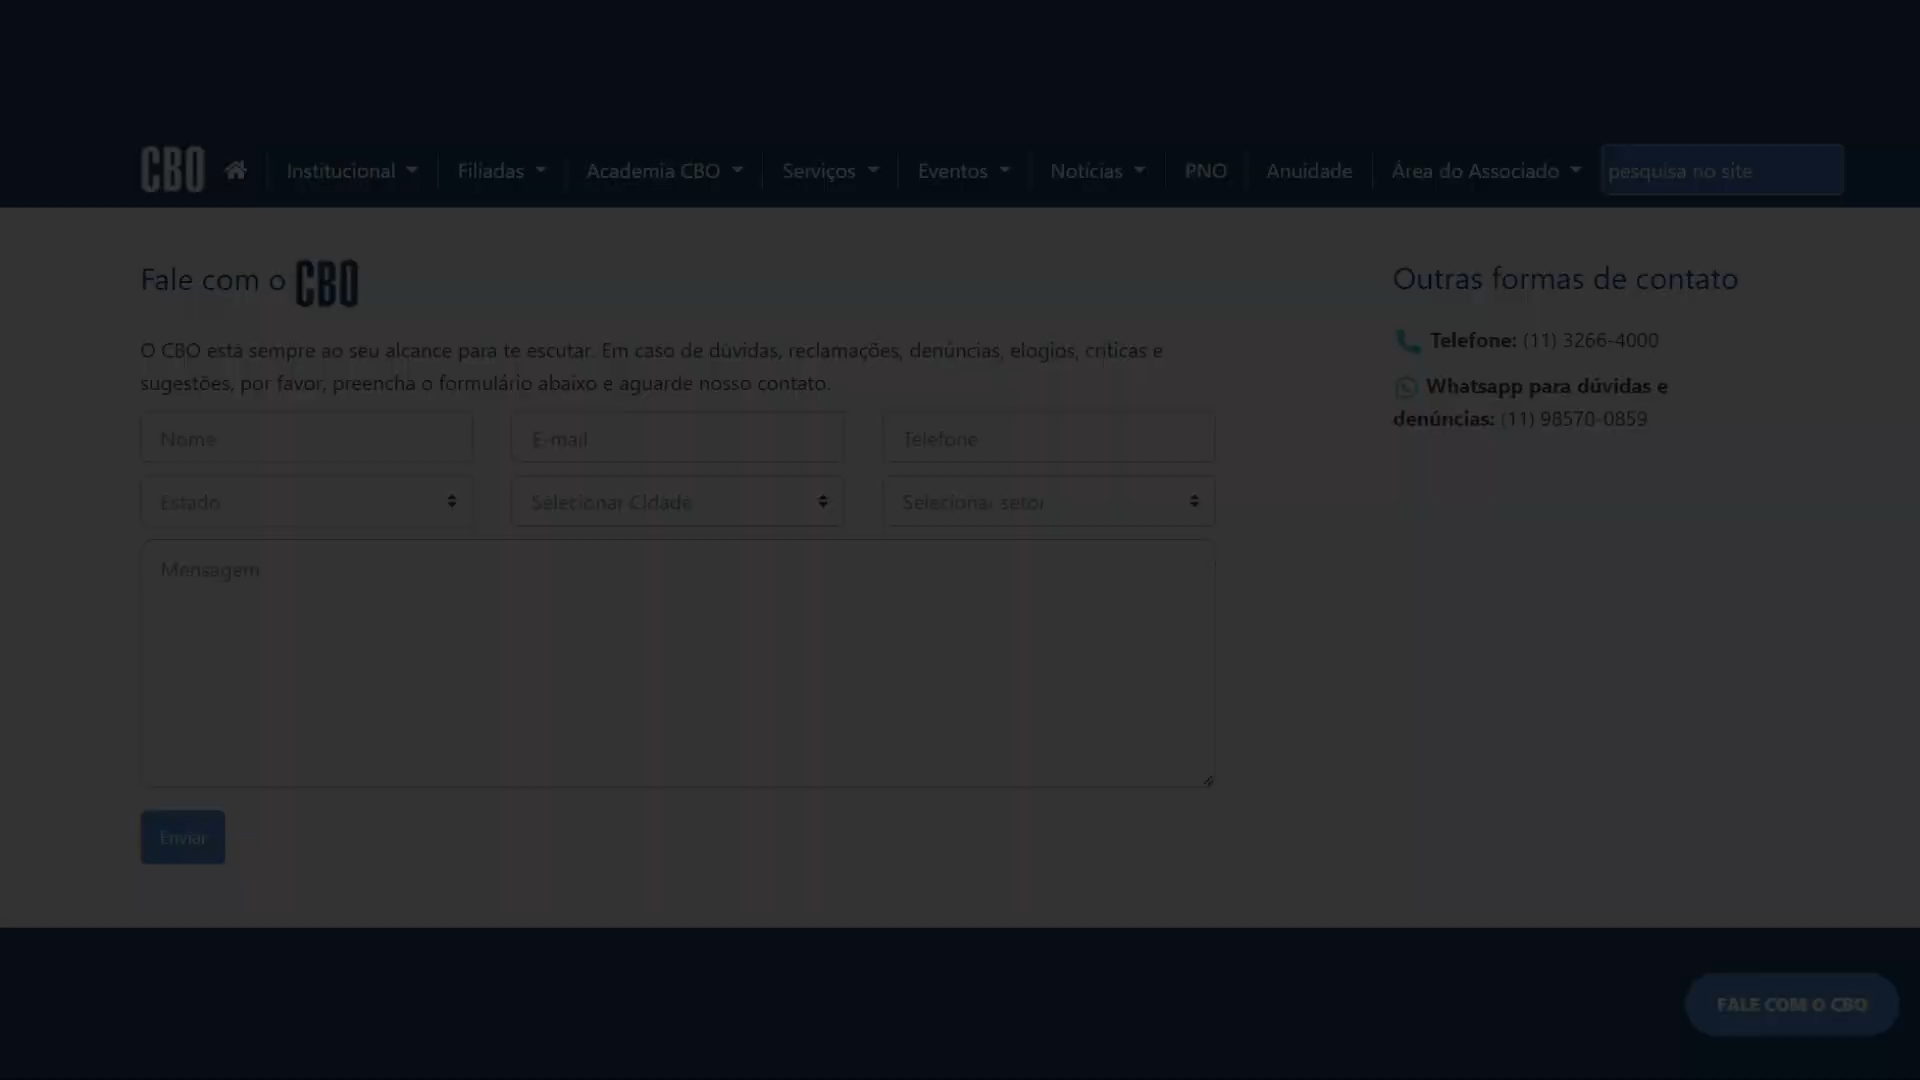 CBO Institucional Filiadas Academia CBO Serviços Eventos Notícias PNO Anuidade Área do Associado pesquisa no site
Fale com o CBO
O CBO está sempre ao seu alcance para te escutar. Em caso de dúvidas, reclamações, denúncias, elogios, críticas e
sugestões, por favor, preencha o formulário abaixo e aguarde nosso contato.
Nome E-mail Telefone
Estado Selecionar Cidade Selecionar setor
Mensagem
Enviar
Outras formas de contato
Telefone: (11) 3266-4000
Whatsapp para dúvidas e
denúncias: (11) 98570-0859
FALE COM O CBO